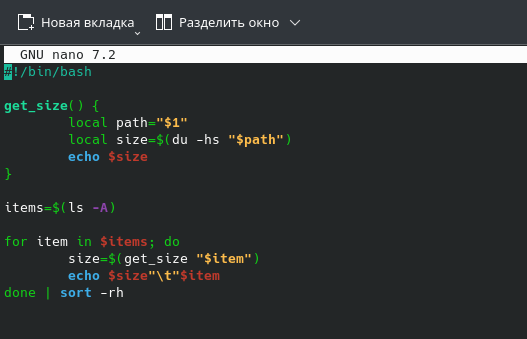 Новая вкладка Разделить окно
GNU nano 7.2
#!/bin/bash
get_size() {
        local path="$1"
        local size=$(du -hs "$path")
        echo $size
}
items=$(ls -A)
for item in $items; do
        size=$(get_size "$item")
        echo $size"\t"$item
done | sort -rh